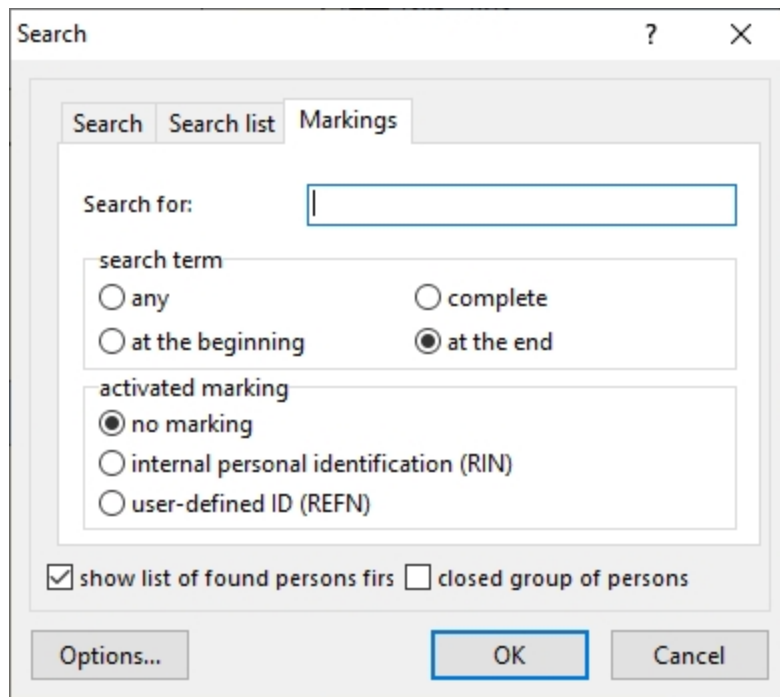 Search ?
Search Search list Markings
Search for:
search term
any complete
at the beginning at the end
activated marking
no marking
internal personal identification (RIN)
user-defined ID (REFN)
show list of found persons firs closed group of persons
Options... OK Cancel